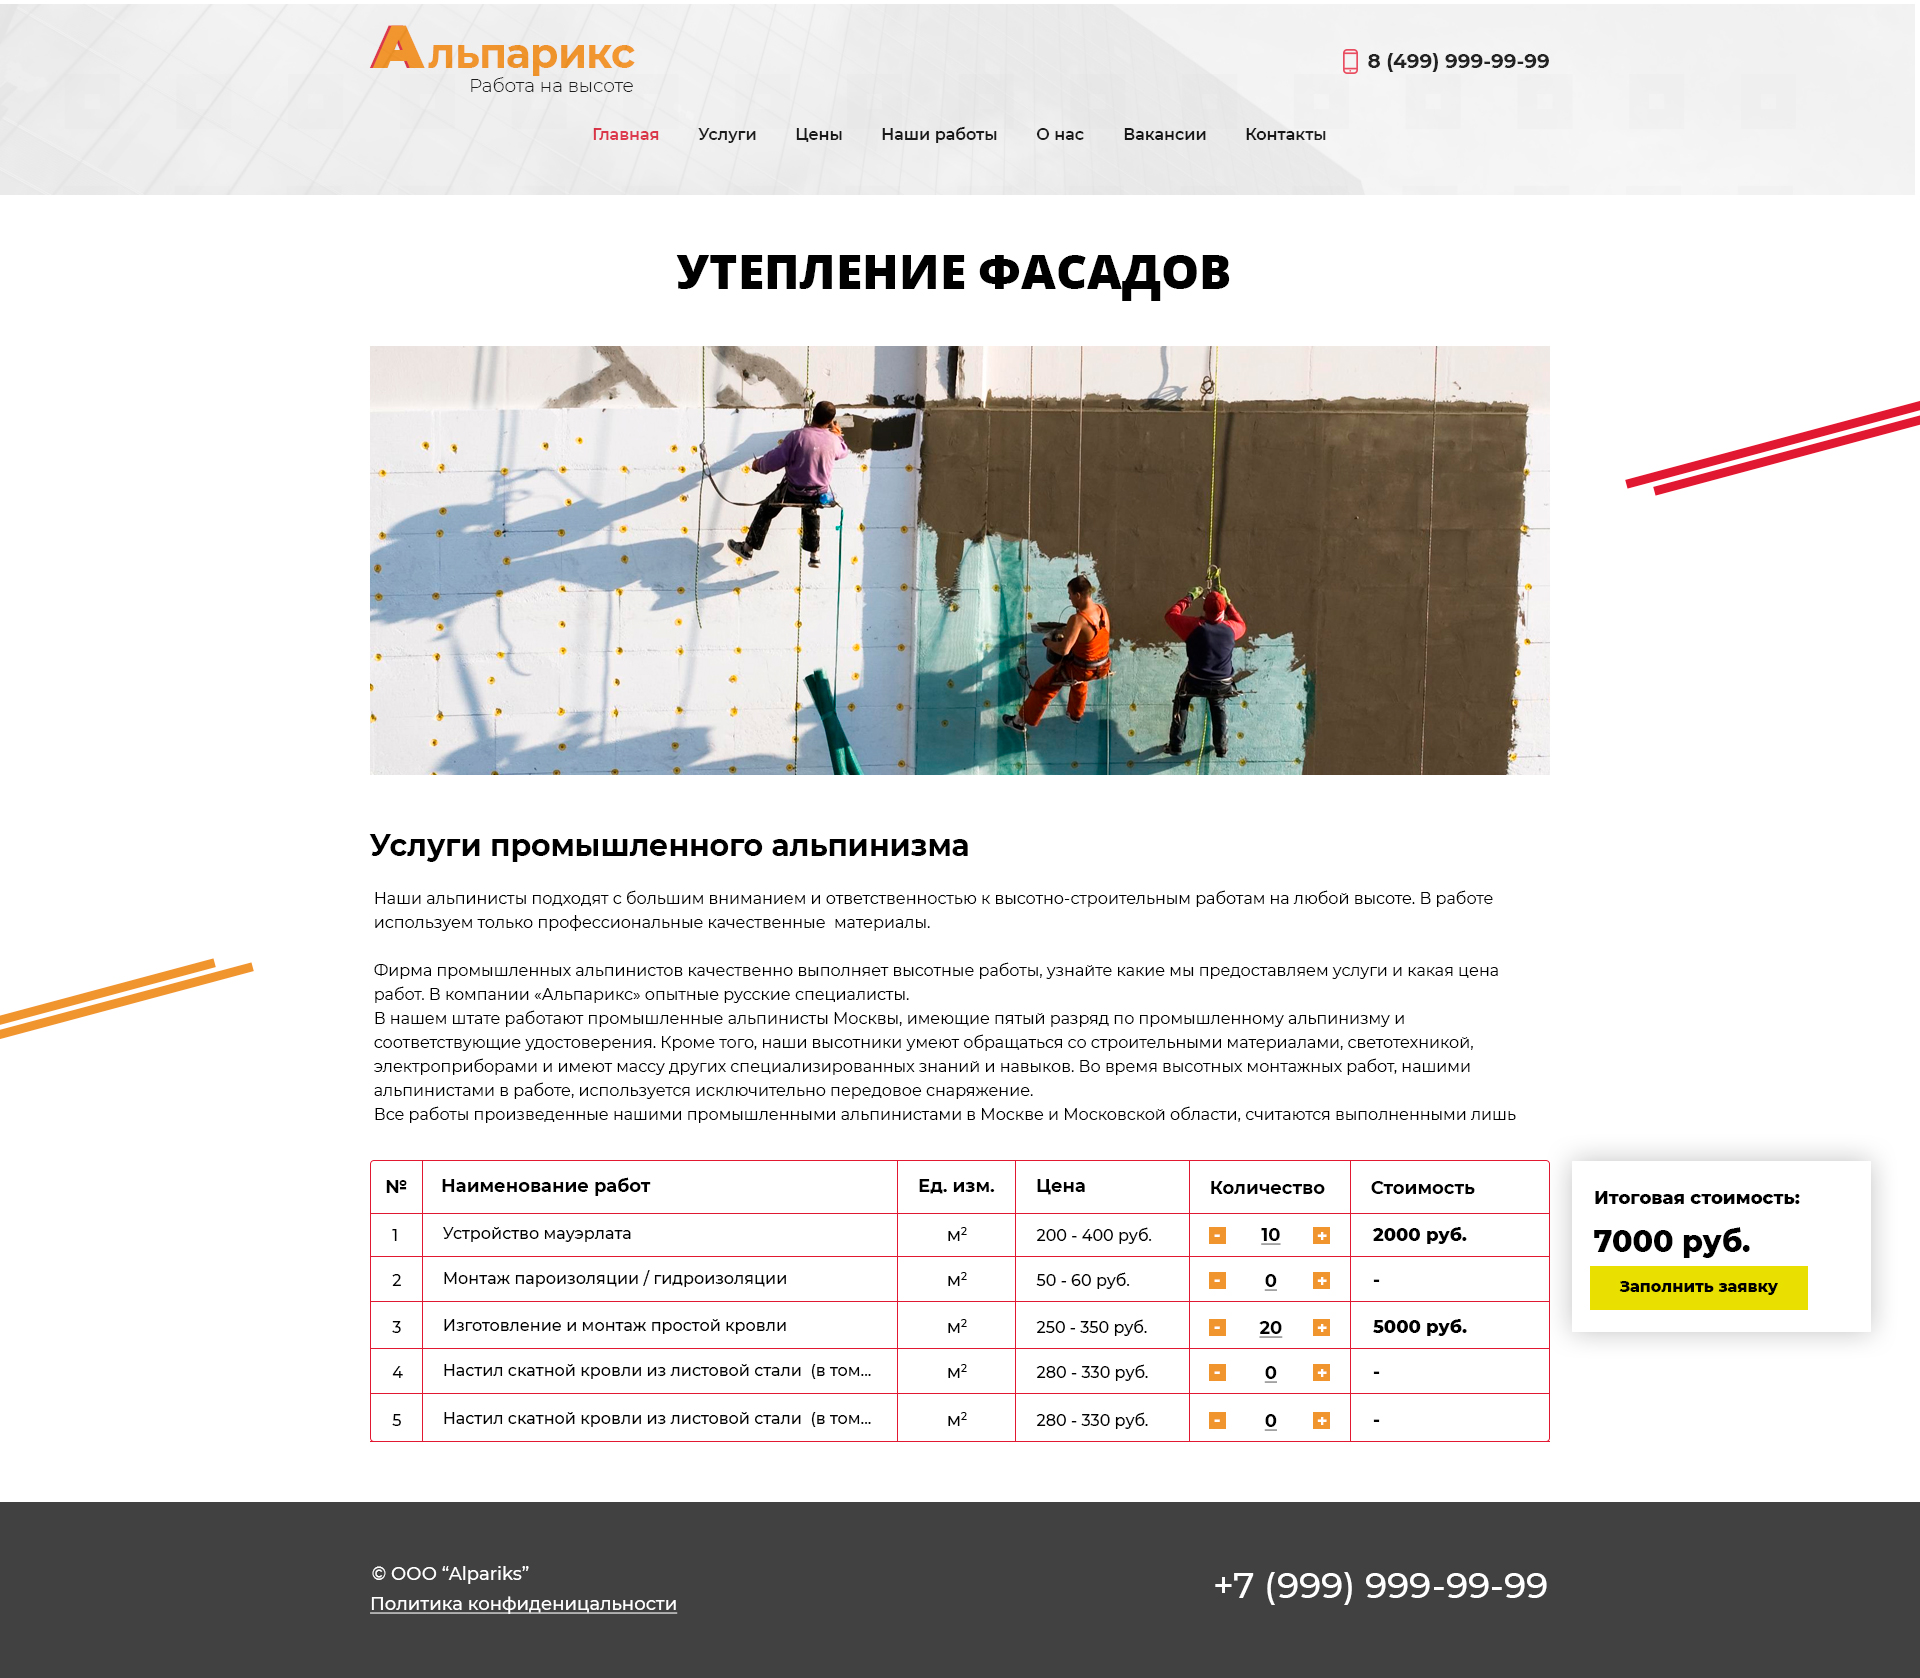 Альпарикс
Работа на высоте
8 (499) 999-99-99
Главная Услуги Цены Наши работы О нас Вакансии Контакты
УТЕПЛЕНИЕ ФАСАДОВ
Услуги промышленного альпинизма
Наши альпинисты подходят с большим вниманием и ответственностью к высотно-строительным работам на любой высоте. В работе
используем только профессиональные качественные  материалы.
Фирма промышленных альпинистов качественно выполняет высотные работы, узнайте какие мы предоставляем услуги и какая цена
работ. В компании «Альпарикс» опытные русские специалисты.
В нашем штате работают промышленные альпинисты Москвы, имеющие пятый разряд по промышленному альпинизму и
соответствующие удостоверения. Кроме того, наши высотники умеют обращаться со строительными материалами, светотехникой,
электроприборами и имеют массу других специализированных знаний и навыков. Во время высотных монтажных работ, нашими
альпинистами в работе, используется исключительно передовое снаряжение.
Все работы произведенные нашими промышленными альпинистами в Москве и Московской области, считаются выполненными лишь
№ Наименование работ Ед. изм. Цена Количество Стоимость
1 Устройство мауэрлата м² 200 - 400 руб. - 10 + 2000 руб.
2 Монтаж пароизоляции / гидроизоляции м² 50 - 60 руб. - 0 + -
3 Изготовление и монтаж простой кровли м² 250 - 350 руб. - 20 + 5000 руб.
4 Настил скатной кровли из листовой стали  (в том... м² 280 - 330 руб. - 0 + -
5 Настил скатной кровли из листовой стали  (в том... м² 280 - 330 руб. - 0 + -
Итоговая стоимость:
7000 руб.
Заполнить заявку
© ООО “Alpariks”
Политика конфиденицальности
+7 (999) 999-99-99